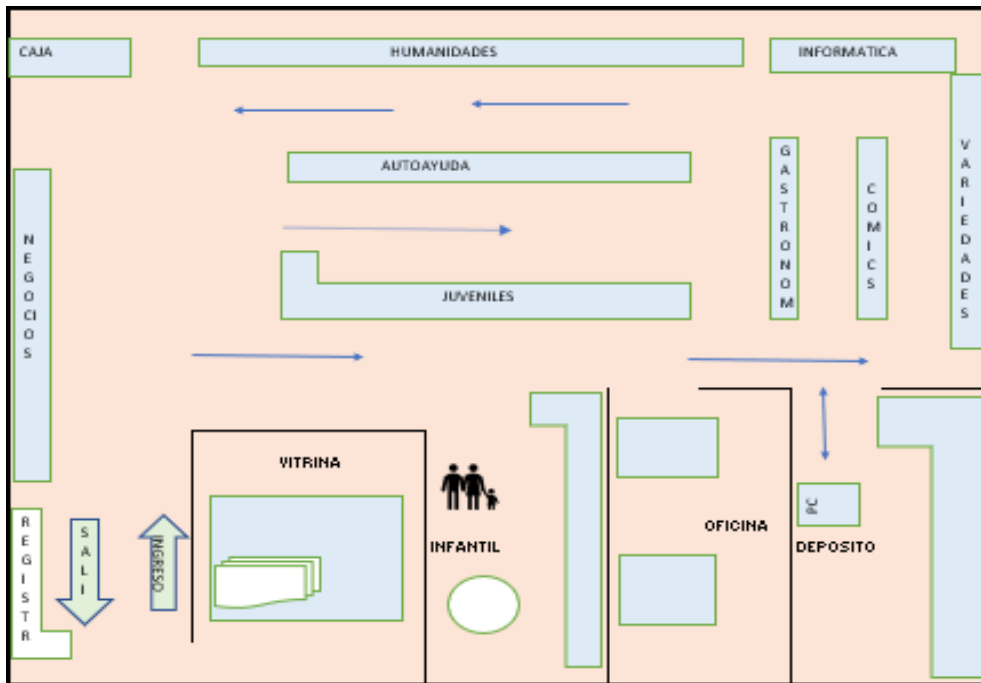 CAJA
HUMANIDADES
INFORMATICA
VARIEDADES
AUTOAYUDA
GASTRONOM
COMICS
NEGOCIOS
JUVENILES
VITRINA
REGISTR
SALI
INGRESO
INFANTIL
OFICINA
PC
DEPOSITO